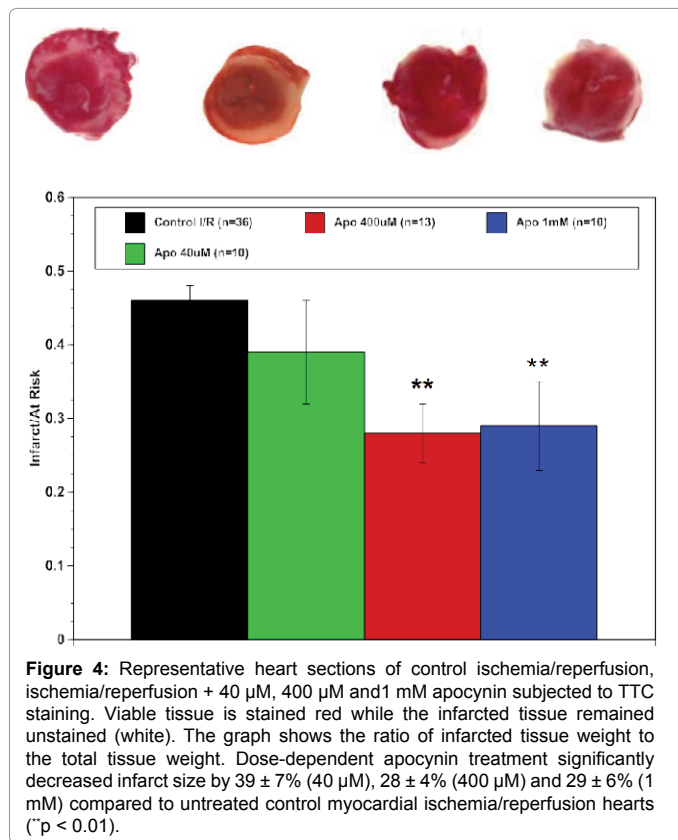 0.6
Control I/R (n=36) Apo 400uM (n=13) Apo 1mM (n=10)
Apo 40uM (n=10)
0.5
0.4
**
**
0.3
Infarct/At Risk
0.2
0.1
0
Figure 4: Representative heart sections of control ischemia/reperfusion,
ischemia/reperfusion + 40 µM, 400 µM and1 mM apocynin subjected to TTC
staining. Viable tissue is stained red while the infarcted tissue remained
unstained (white). The graph shows the ratio of infarcted tissue weight to
the total tissue weight. Dose-dependent apocynin treatment significantly
decreased infarct size by 39 ± 7% (40 µM), 28 ± 4% (400 µM) and 29 ± 6% (1
mM) compared to untreated control myocardial ischemia/reperfusion hearts
(**p < 0.01).